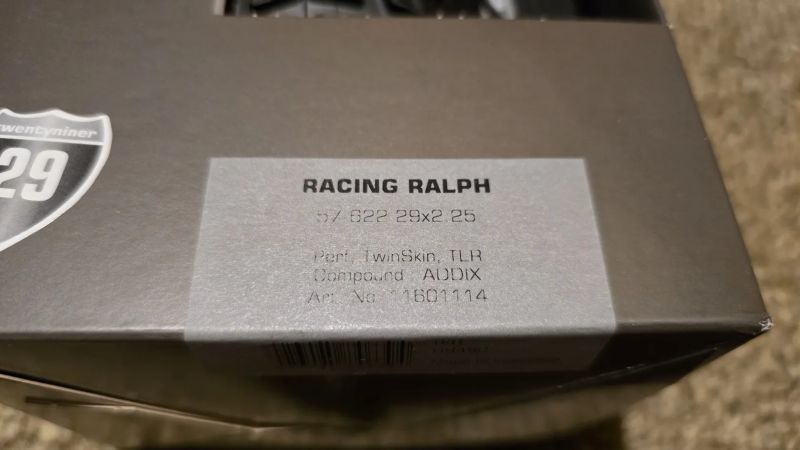 twentyniner
29
RACING RALPH
57 622 29x2.25
Perf, TwinSkin, TLR
Compound ADDIX
Art. No 11601114